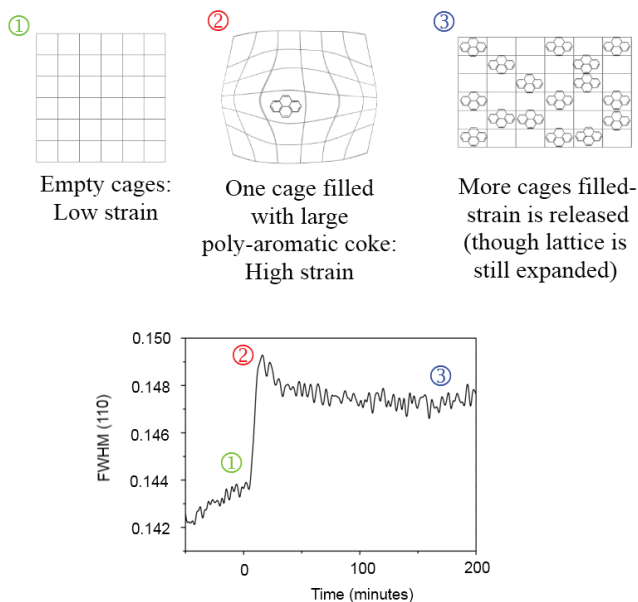 ①
Empty cages:
Low strain
②
One cage filled
with large
poly-aromatic coke:
High strain
③
More cages filled-
strain is released
(though lattice is
still expanded)
FWHM (110)
0.150
0.148
0.146
0.144
0.142
①
②
③
0
100
200
Time (minutes)